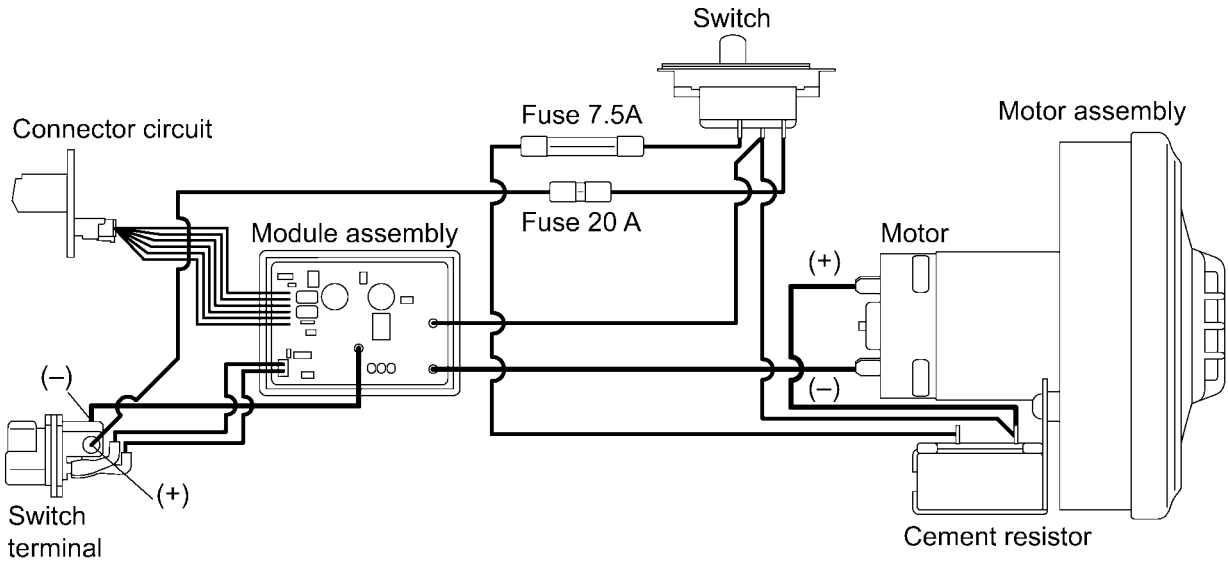 Switch
Fuse 7.5A
Motor assembly
Connector circuit
Fuse 20 A
Module assembly
Motor
(+)
(–)
(–)
(+)
Switch
terminal
Cement resistor